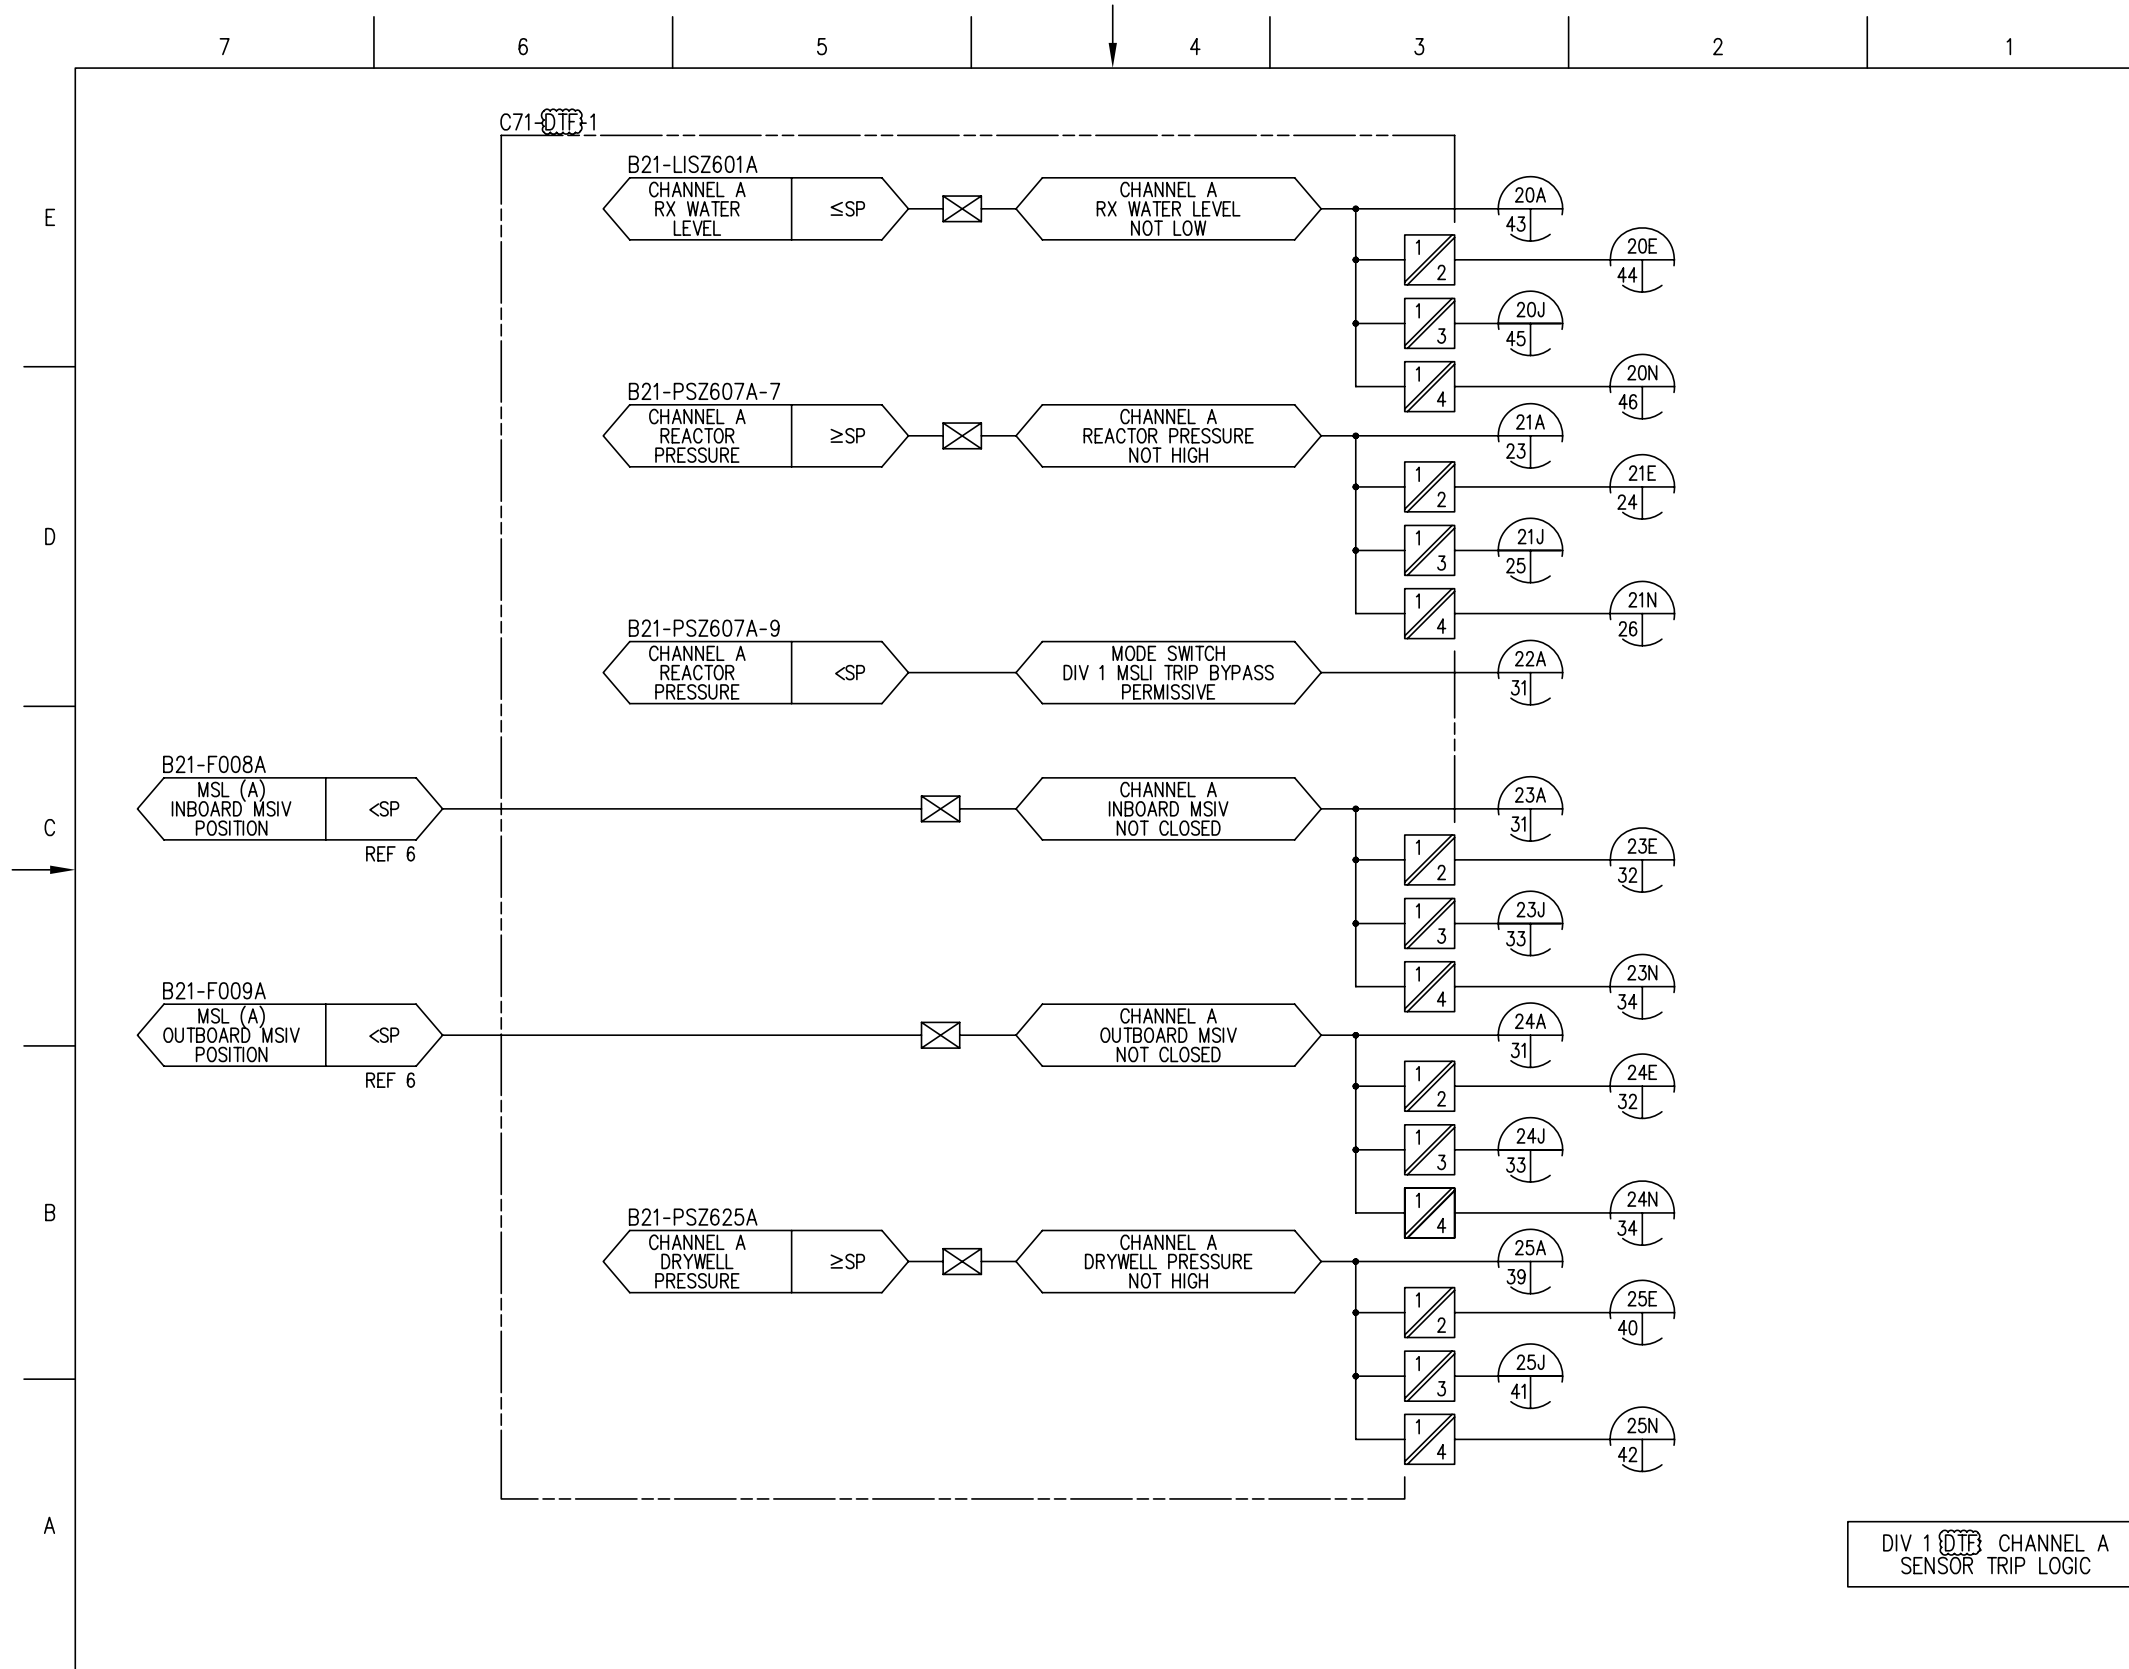 7 6 5 4 3 2 1
C71-DTF-1
B21-LISZ601A
CHANNEL A
RX WATER
LEVEL
≤SP
CHANNEL A
RX WATER LEVEL
NOT LOW
20A
43
1
2
20E
44
1
3
20J
45
1
4
20N
46
E
B21-PSZ607A-7
CHANNEL A
REACTOR
PRESSURE
≥SP
CHANNEL A
REACTOR PRESSURE
NOT HIGH
21A
23
1
2
21E
24
1
3
21J
25
1
4
21N
26
D
B21-PSZ607A-9
CHANNEL A
REACTOR
PRESSURE
<SP
MODE SWITCH
DIV 1 MSLI TRIP BYPASS
PERMISSIVE
22A
31
B21-F008A
MSL (A)
INBOARD MSIV
POSITION
<SP
REF 6
CHANNEL A
INBOARD MSIV
NOT CLOSED
23A
31
1
2
23E
32
1
3
23J
33
1
4
23N
34
C
B21-F009A
MSL (A)
OUTBOARD MSIV
POSITION
<SP
REF 6
CHANNEL A
OUTBOARD MSIV
NOT CLOSED
24A
31
1
2
24E
32
1
3
24J
33
1
4
24N
34
B
B21-PSZ625A
CHANNEL A
DRYWELL
PRESSURE
≥SP
CHANNEL A
DRYWELL PRESSURE
NOT HIGH
25A
39
1
2
25E
40
1
3
25J
41
1
4
25N
42
A
DIV 1 DTF CHANNEL A
SENSOR TRIP LOGIC